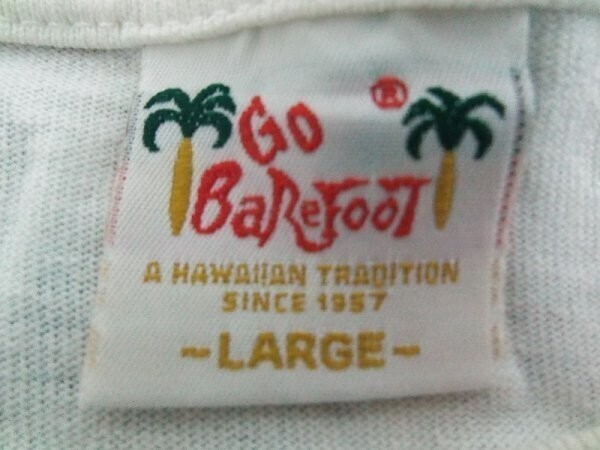 Go ®
BaReFooT
A HAWAIIAN TRADITION
SINCE 1957
~LARGE~